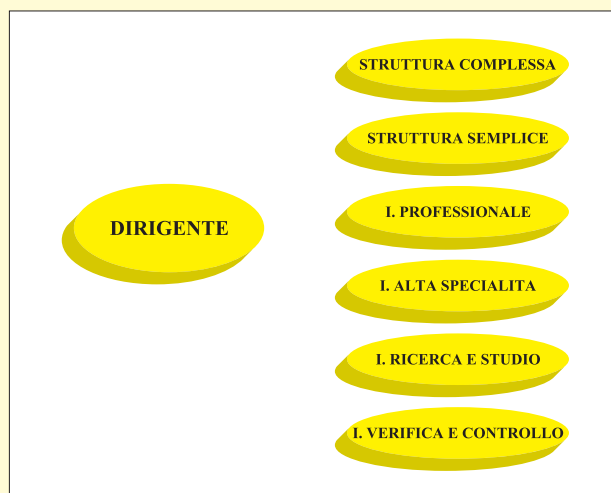 STRUTTURA COMPLESSA
STRUTTURA SEMPLICE
DIRIGENTE
I. PROFESSIONALE
I. ALTA SPECIALITA
I. RICERCA E STUDIO
I. VERIFICA E CONTROLLO